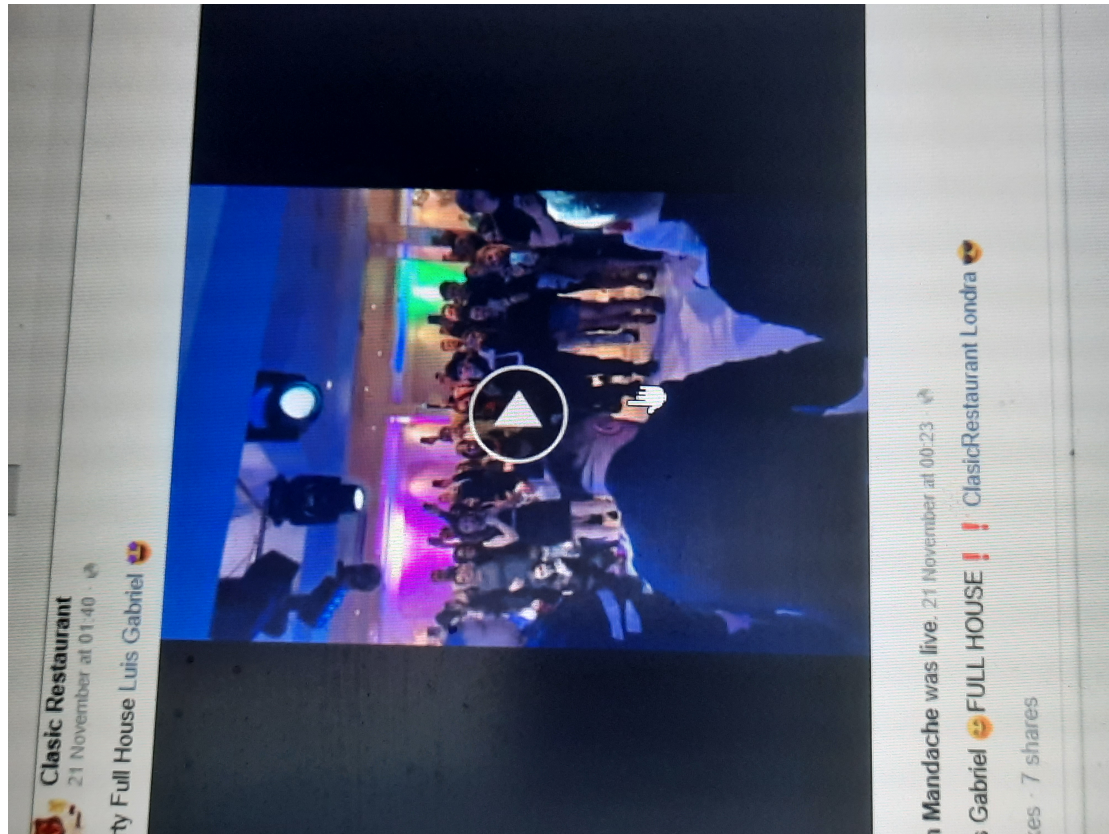 Clasic Restaurant
21 November at 01:40 ·
ty Full House Luis Gabriel 😍
Mandache was live. 21 November at 00:23 ·
s Gabriel 😀FULL HOUSE❗❗ClasicRestaurant Londra 😎
es · 7 shares